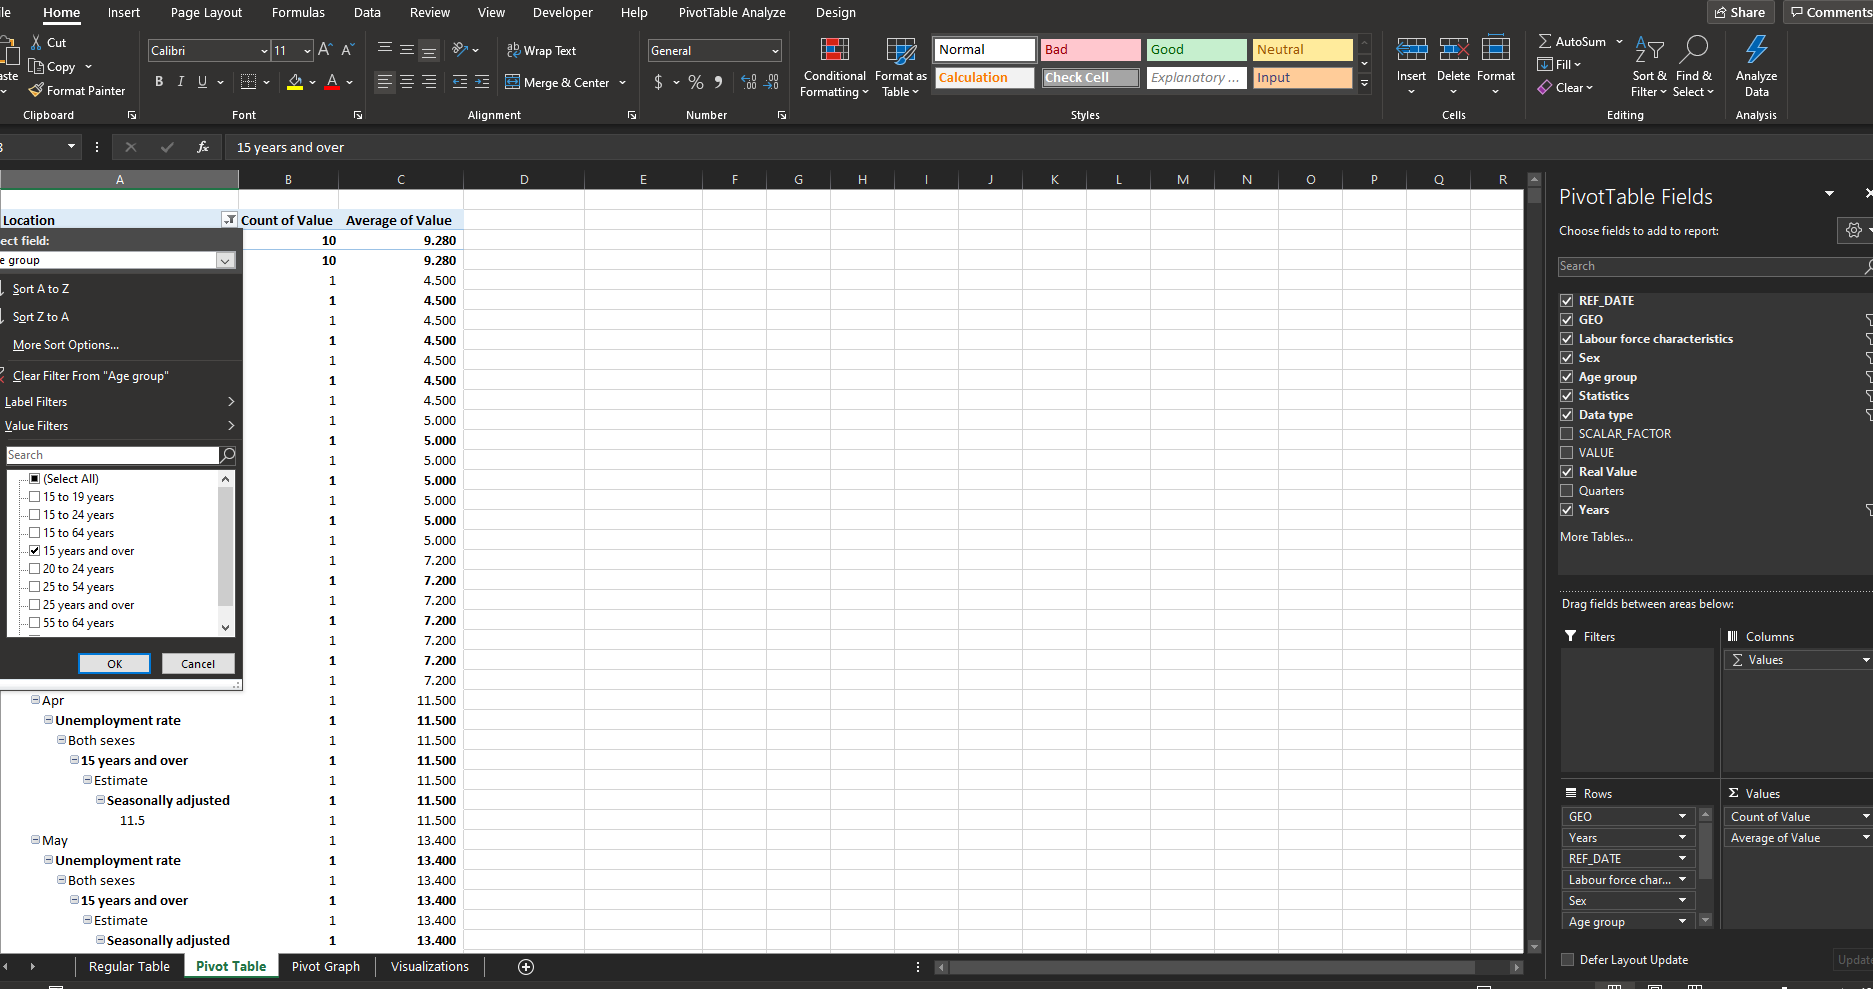 Home Insert Page Layout Formulas Data Review View Developer Help PivotTable Analyze Design Share Comments
Cut
Copy
Format Painter
Clipboard
Calibri 11
B I U
Font
Wrap Text
Merge & Center
Alignment
General
$ % 9
Number
Conditional Formatting
Format as Table
Normal Bad Good Neutral
Calculation Check Cell Explanatory ... Input
Styles
Insert Delete Format
Cells
AutoSum
Fill
Clear
Sort & Filter
Find & Select
Editing
Analyze Data
Analysis
fx 15 years and over
A B C D E F G H I J K L M N O P Q R
Location Count of Value Average of Value
10 9.280
10 9.280
1 4.500
1 4.500
1 4.500
1 4.500
1 4.500
1 4.500
1 4.500
1 5.000
1 5.000
1 5.000
1 5.000
1 5.000
1 5.000
1 5.000
1 7.200
1 7.200
1 7.200
1 7.200
1 7.200
1 7.200
1 7.200
Apr 1 11.500
Unemployment rate 1 11.500
Both sexes 1 11.500
15 years and over 1 11.500
Estimate 1 11.500
Seasonally adjusted 1 11.500
11.5 1 11.500
May 1 13.400
Unemployment rate 1 13.400
Both sexes 1 13.400
15 years and over 1 13.400
Estimate 1 13.400
Seasonally adjusted 1 13.400
ect field:
e group
Sort A to Z
Sort Z to A
More Sort Options...
Clear Filter From "Age group"
Label Filters
Value Filters
Search
(Select All)
15 to 19 years
15 to 24 years
15 to 64 years
15 years and over
20 to 24 years
25 to 54 years
25 years and over
55 to 64 years
OK Cancel
PivotTable Fields
Choose fields to add to report:
Search
REF_DATE
GEO
Labour force characteristics
Sex
Age group
Statistics
Data type
SCALAR_FACTOR
VALUE
Real Value
Quarters
Years
More Tables...
Drag fields between areas below:
Filters
Columns
Σ Values
Rows
GEO
Years
REF_DATE
Labour force char...
Sex
Age group
Σ Values
Count of Value
Average of Value
Defer Layout Update Update
Regular Table Pivot Table Pivot Graph Visualizations